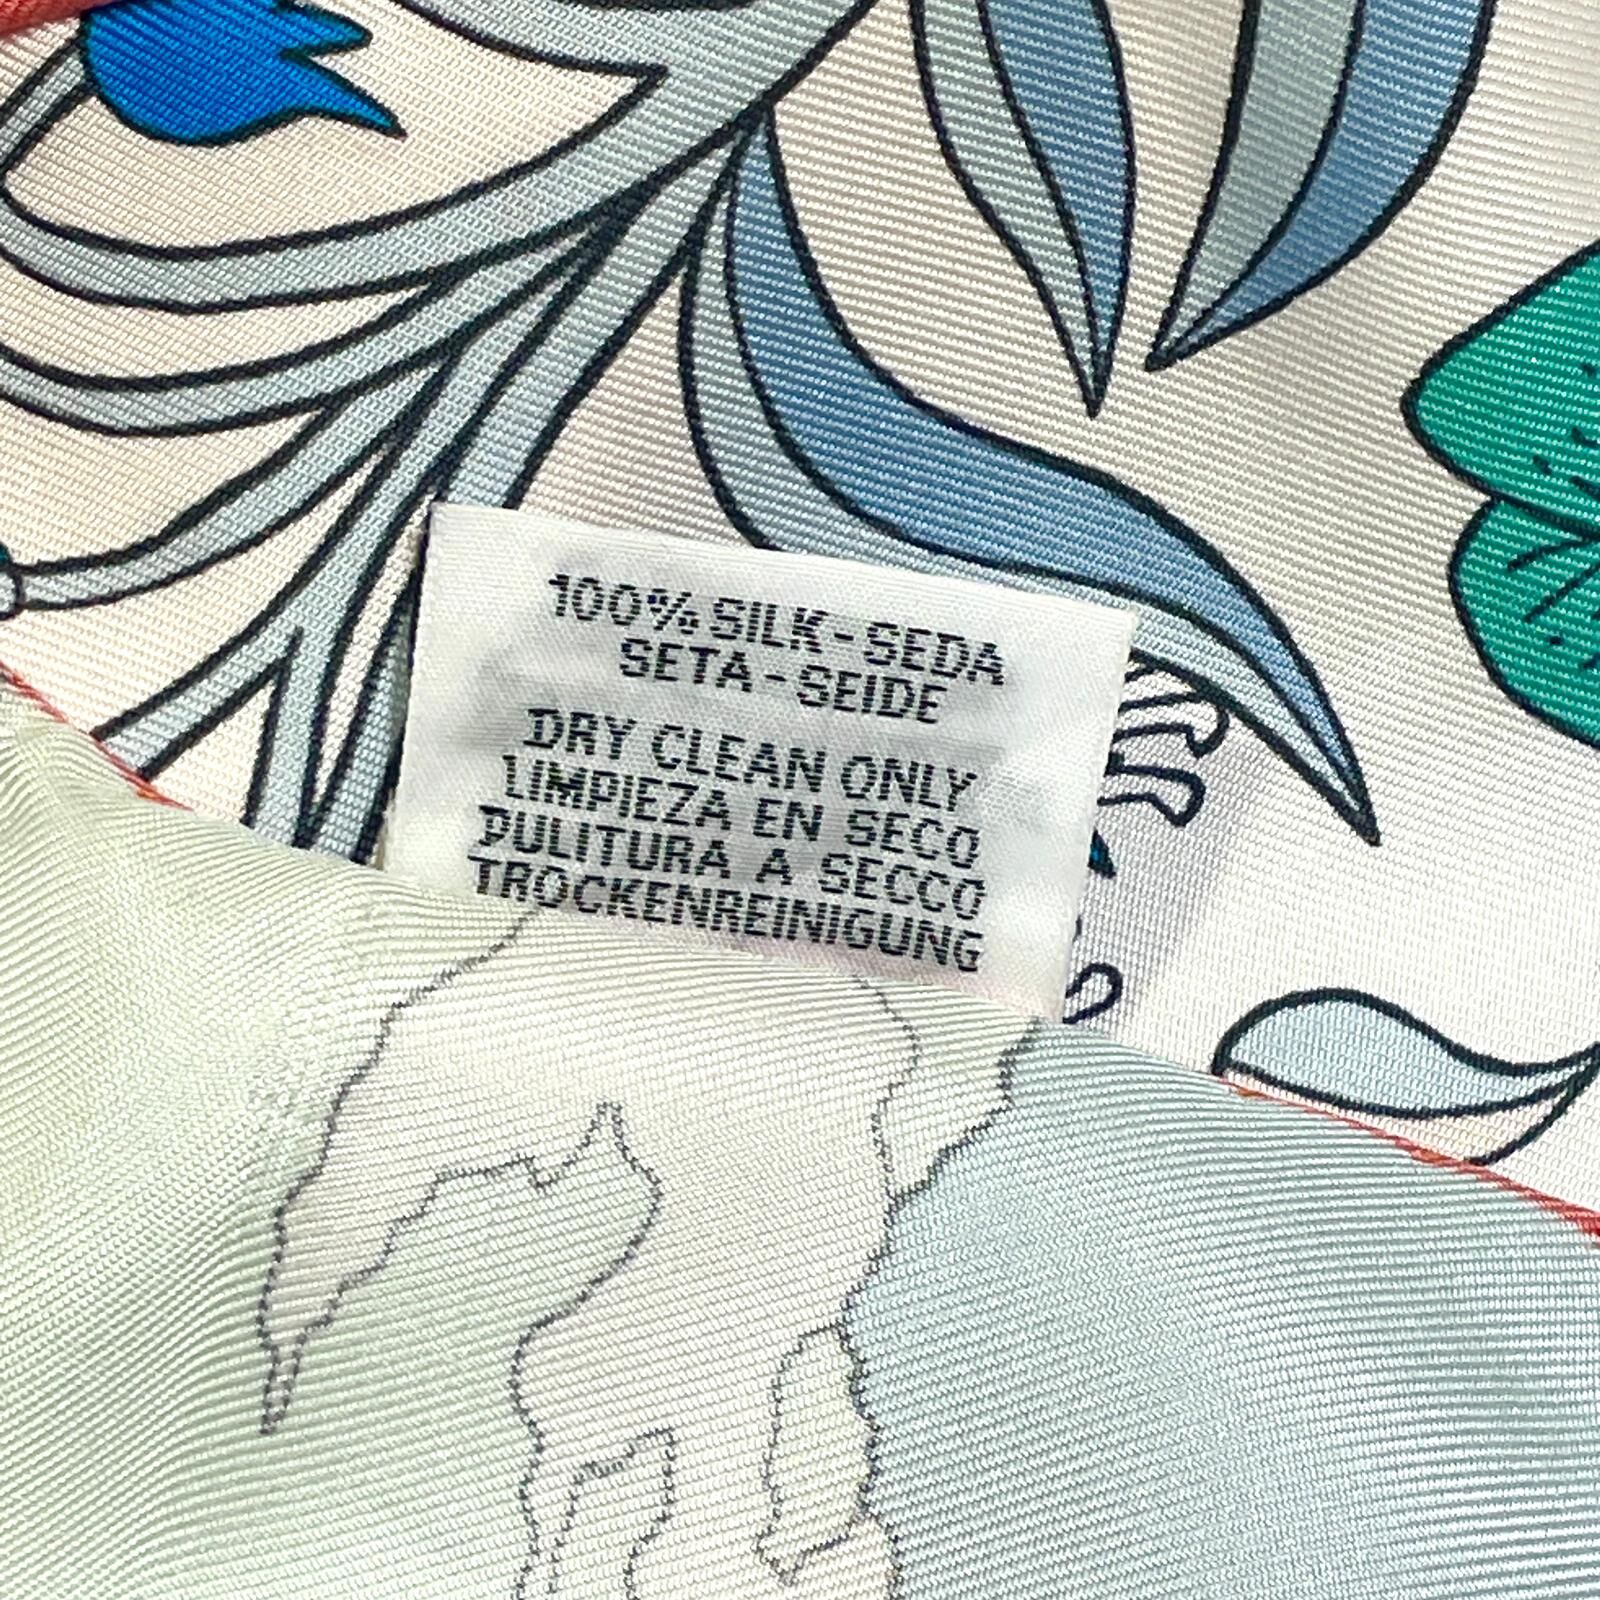 100% SILK - SEDA
SETA - SEIDE
DRY CLEAN ONLY
LIMPIEZA EN SECO
PULITURA A SECCO
TROCKENREINIGUNG